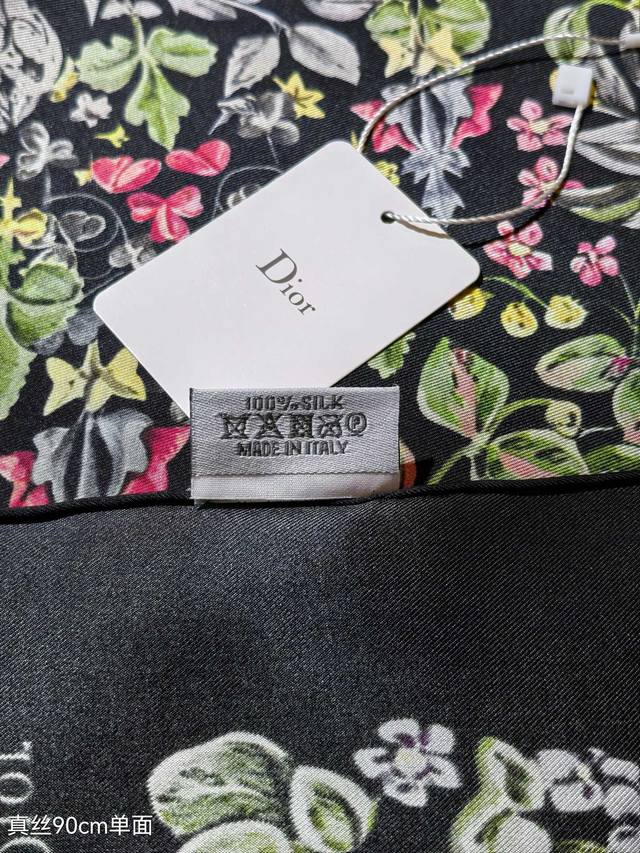 Dior
100% SILK
MADE IN ITALY
真丝90cm单面